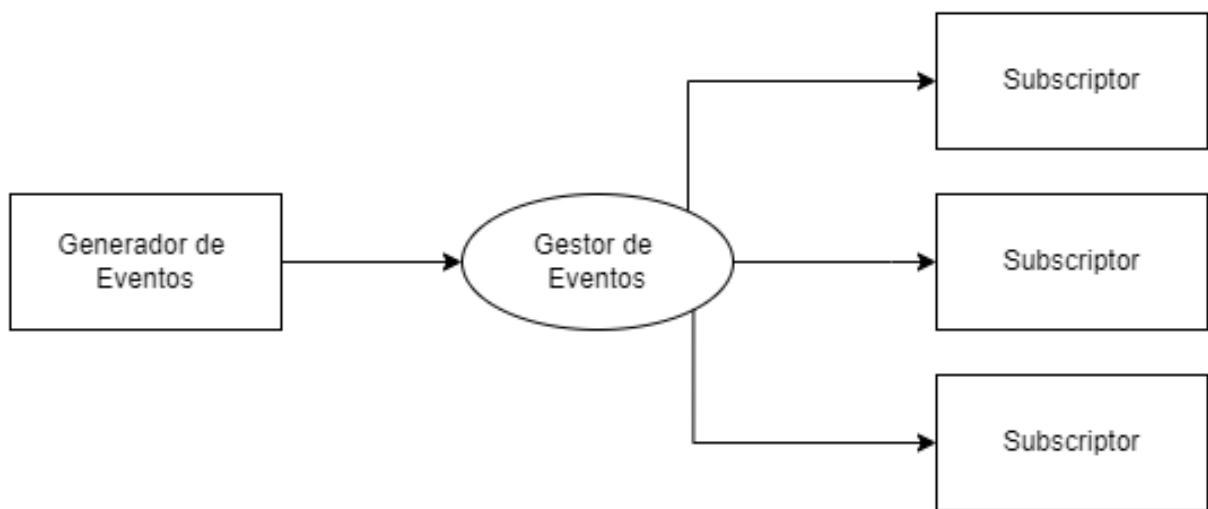 Subscriptor
Generador de
Eventos
Gestor de
Eventos
Subscriptor
Subscriptor